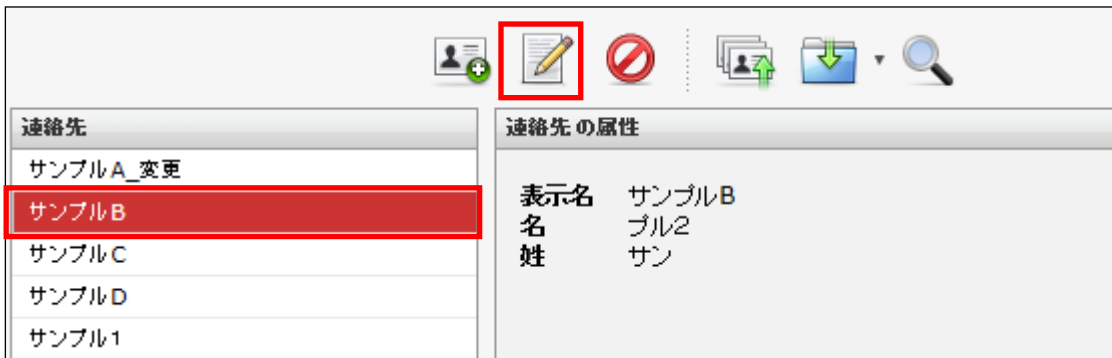 連絡先
サンプルA_変更
サンプルB
サンプルC
サンプルD
サンプル1
連絡先の属性
表示名 サンプルB
名 プル2
姓 サン